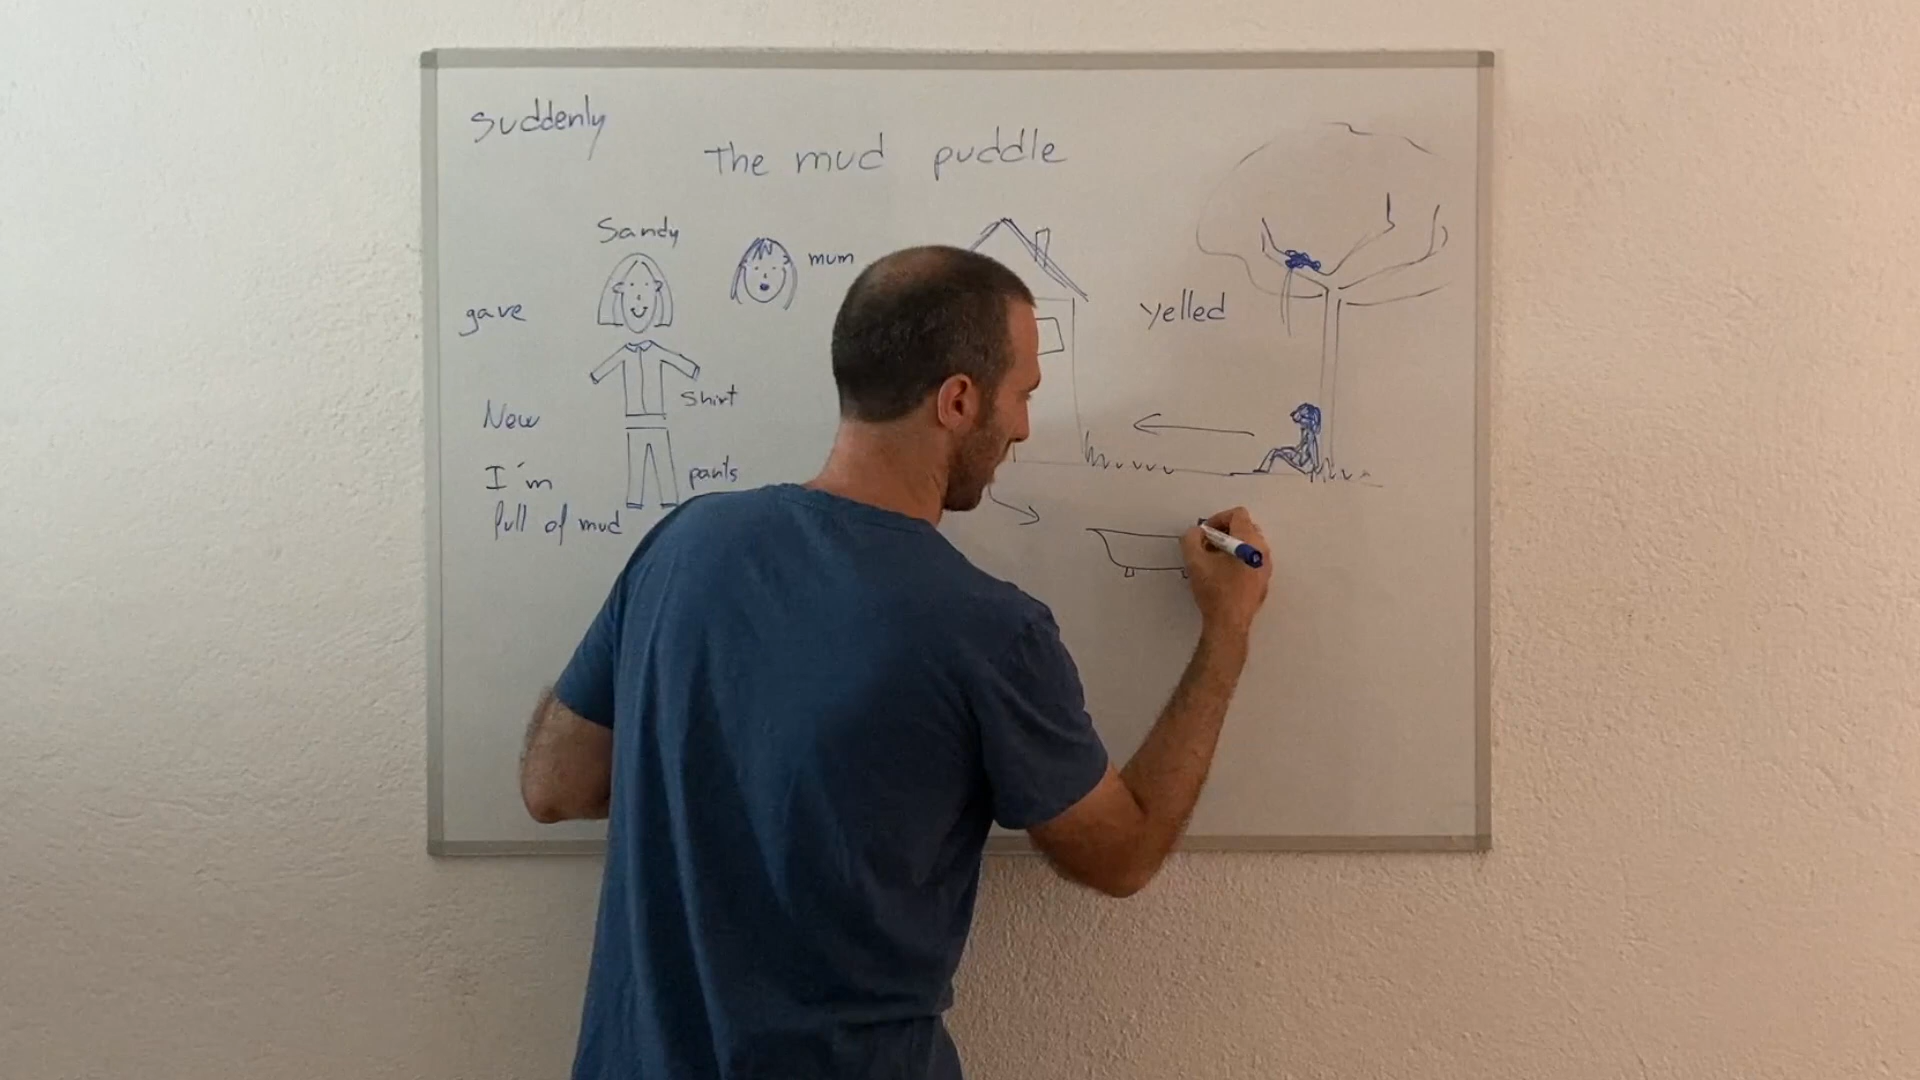 Suddenly
The mud puddle
Sandy
mum
gave
yelled
shirt
New
pants
I'm
full of mud